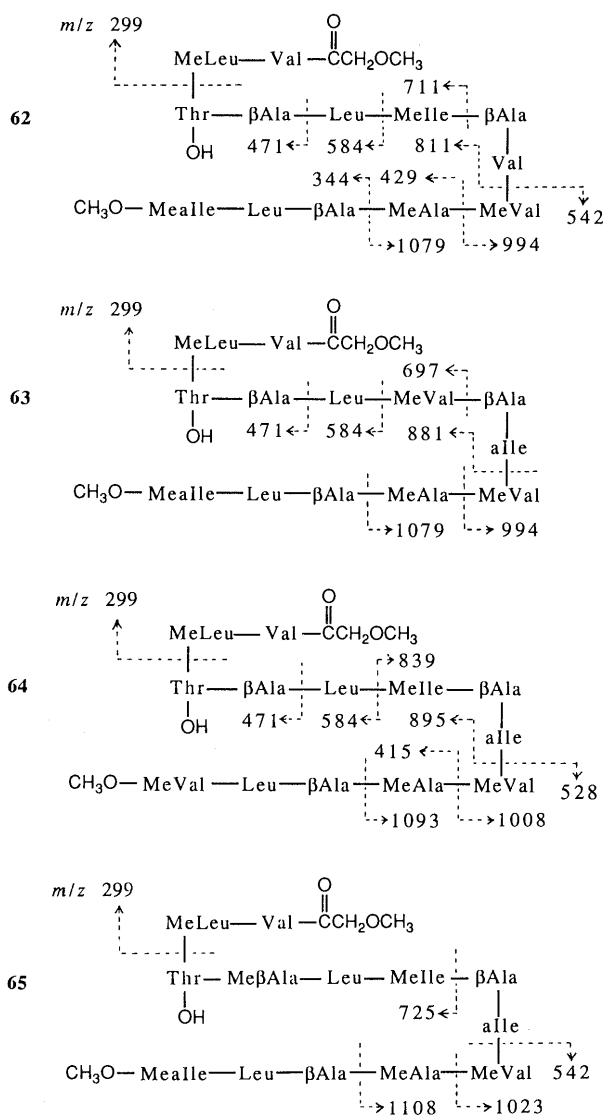 m/z 299
O
MeLeu—Val—CCH₂OCH₃
711
62
Thr—βAla—Leu—MeIle—βAla
OH
471
584
811
Val
344
429
CH₃O—MeaIle—Leu—βAla—MeAla—MeVal
542
1079
994
m/z 299
O
MeLeu—Val—CCH₂OCH₃
697
63
Thr—βAla—Leu—MeVal—βAla
OH
471
584
881
aIle
CH₃O—MeaIle—Leu—βAla—MeAla—MeVal
1079
994
m/z 299
O
MeLeu—Val—CCH₂OCH₃
839
64
Thr—βAla—Leu—MeIle—βAla
OH
471
584
895
aIle
415
CH₃O—MeVal—Leu—βAla—MeAla—MeVal
528
1093
1008
m/z 299
O
MeLeu—Val—CCH₂OCH₃
65
Thr—MeβAla—Leu—MeIle—βAla
OH
725
aIle
CH₃O—MeaIle—Leu—βAla—MeAla—MeVal
542
1108
1023